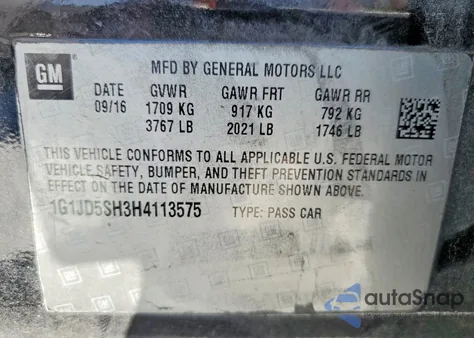 GM
MFD BY GENERAL MOTORS LLC
DATE GVWR GAWR FRT GAWR RR
09/16 1709 KG 917 KG 792 KG
3767 LB 2021 LB 1746 LB
THIS VEHICLE CONFORMS TO ALL APPLICABLE U.S. FEDERAL MOTOR
VEHICLE SAFETY, BUMPER, AND THEFT PREVENTION STANDARDS IN
EFFECT ON THE DATE OF MANUFACTURE SHOWN ABOVE.
1G1JD5SH3H4113575 TYPE: PASS CAR
autoSnap